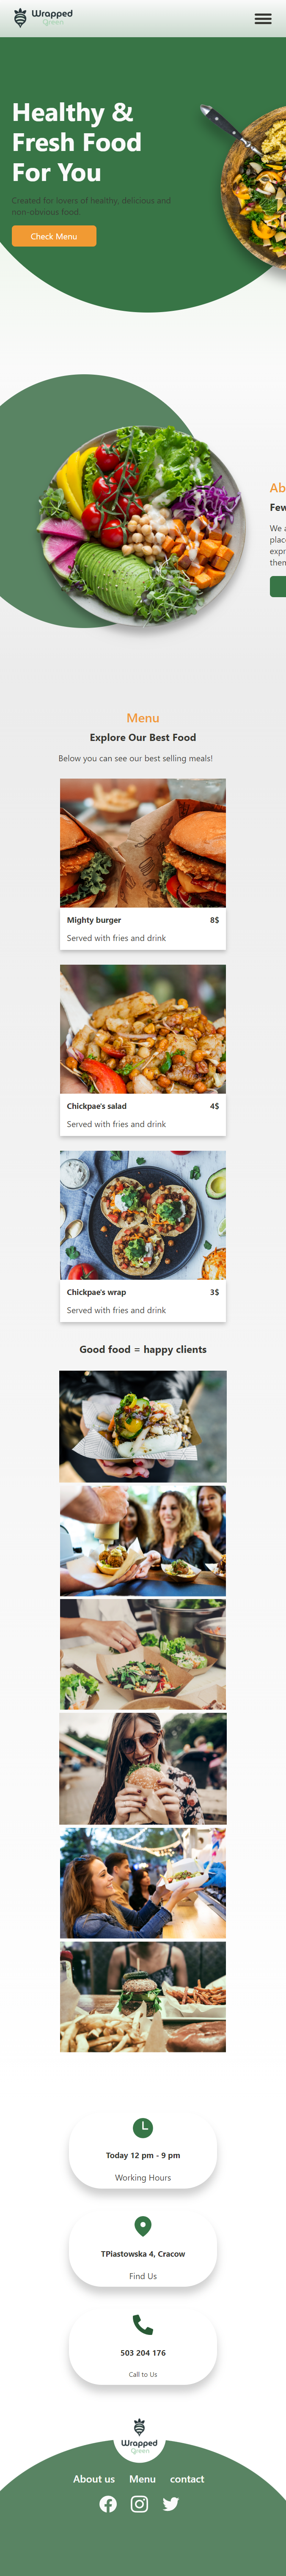 Wrapped
Green
Healthy &
Fresh Food
For You
Created for lovers of healthy, delicious and
non-obvious food.
Check Menu
Ab
Few
We a
place
expr
them
Menu
Explore Our Best Food
Below you can see our best selling meals!
Mighty burger 8$
Served with fries and drink
Chickpae's salad 4$
Served with fries and drink
Chickpae's wrap 3$
Served with fries and drink
Good food = happy clients
Today 12 pm - 9 pm
Working Hours
TPiastowska 4, Cracow
Find Us
503 204 176
Call to Us
Wrapped
Green
About us Menu contact